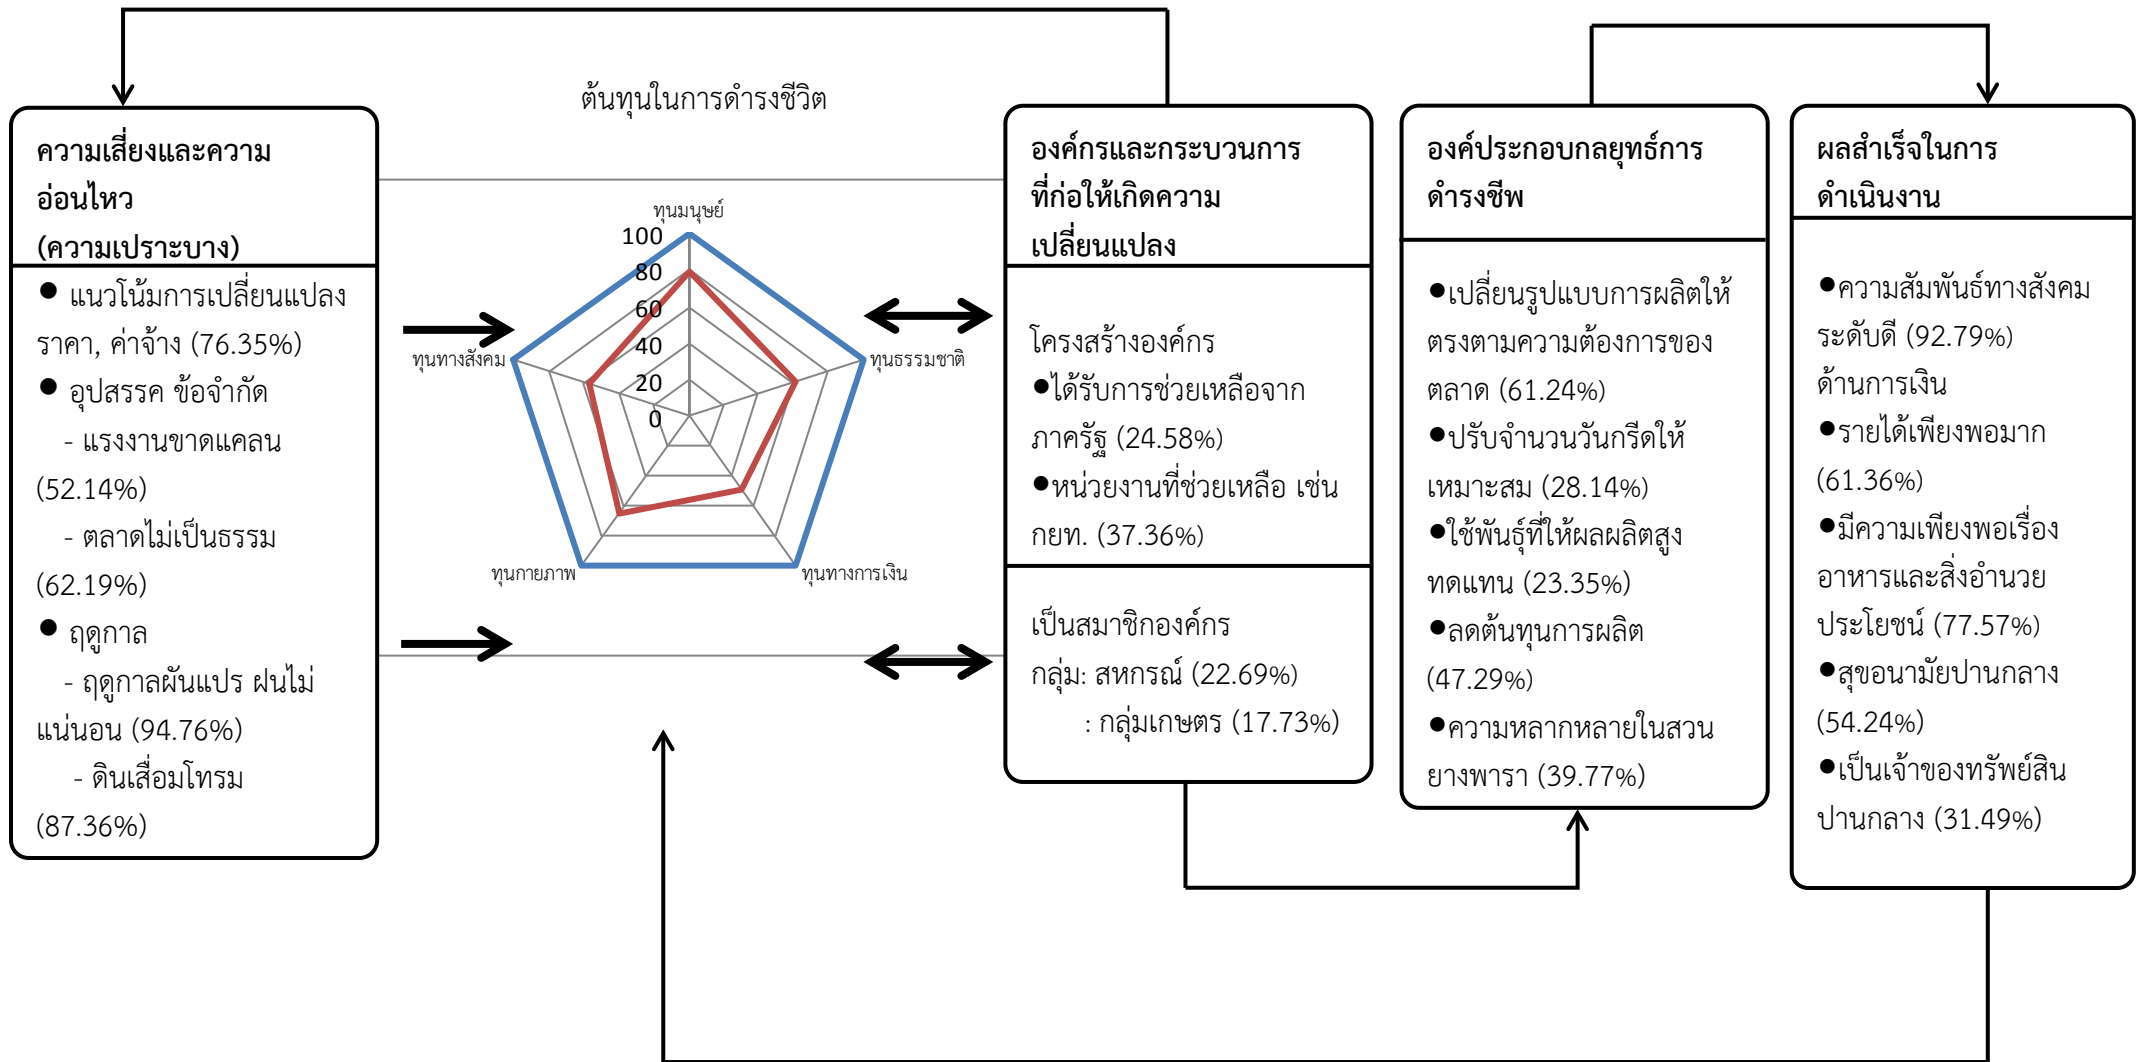 ต้นทุนในการดำรงชีวิต
ความเสี่ยงและความ
อ่อนไหว
(ความเปราะบาง)
● แนวโน้มการเปลี่ยนแปลง
ราคา, ค่าจ้าง (76.35%)
● อุปสรรค ข้อจำกัด
- แรงงานขาดแคลน
(52.14%)
- ตลาดไม่เป็นธรรม
(62.19%)
● ฤดูกาล
- ฤดูกาลผันแปร ฝนไม่
แน่นอน (94.76%)
- ดินเสื่อมโทรม
(87.36%)
ทุนมนุษย์
100
80
60
40
20
0
ทุนทางสังคม
ทุนธรรมชาติ
ทุนกายภาพ
ทุนทางการเงิน
องค์กรและกระบวนการ
ที่ก่อให้เกิดความ
เปลี่ยนแปลง
โครงสร้างองค์กร
●ได้รับการช่วยเหลือจาก
ภาครัฐ (24.58%)
●หน่วยงานที่ช่วยเหลือ เช่น
กยท. (37.36%)
เป็นสมาชิกองค์กร
กลุ่ม: สหกรณ์ (22.69%)
: กลุ่มเกษตร (17.73%)
องค์ประกอบกลยุทธ์การ
ดำรงชีพ
●เปลี่ยนรูปแบบการผลิตให้
ตรงตามความต้องการของ
ตลาด (61.24%)
●ปรับจำนวนวันกรีดให้
เหมาะสม (28.14%)
●ใช้พันธุ์ที่ให้ผลผลิตสูง
ทดแทน (23.35%)
●ลดต้นทุนการผลิต
(47.29%)
●ความหลากหลายในสวน
ยางพารา (39.77%)
ผลสำเร็จในการ
ดำเนินงาน
●ความสัมพันธ์ทางสังคม
ระดับดี (92.79%)
ด้านการเงิน
●รายได้เพียงพอมาก
(61.36%)
●มีความเพียงพอเรื่อง
อาหารและสิ่งอำนวย
ประโยชน์ (77.57%)
●สุขอนามัยปานกลาง
(54.24%)
●เป็นเจ้าของทรัพย์สิน
ปานกลาง (31.49%)